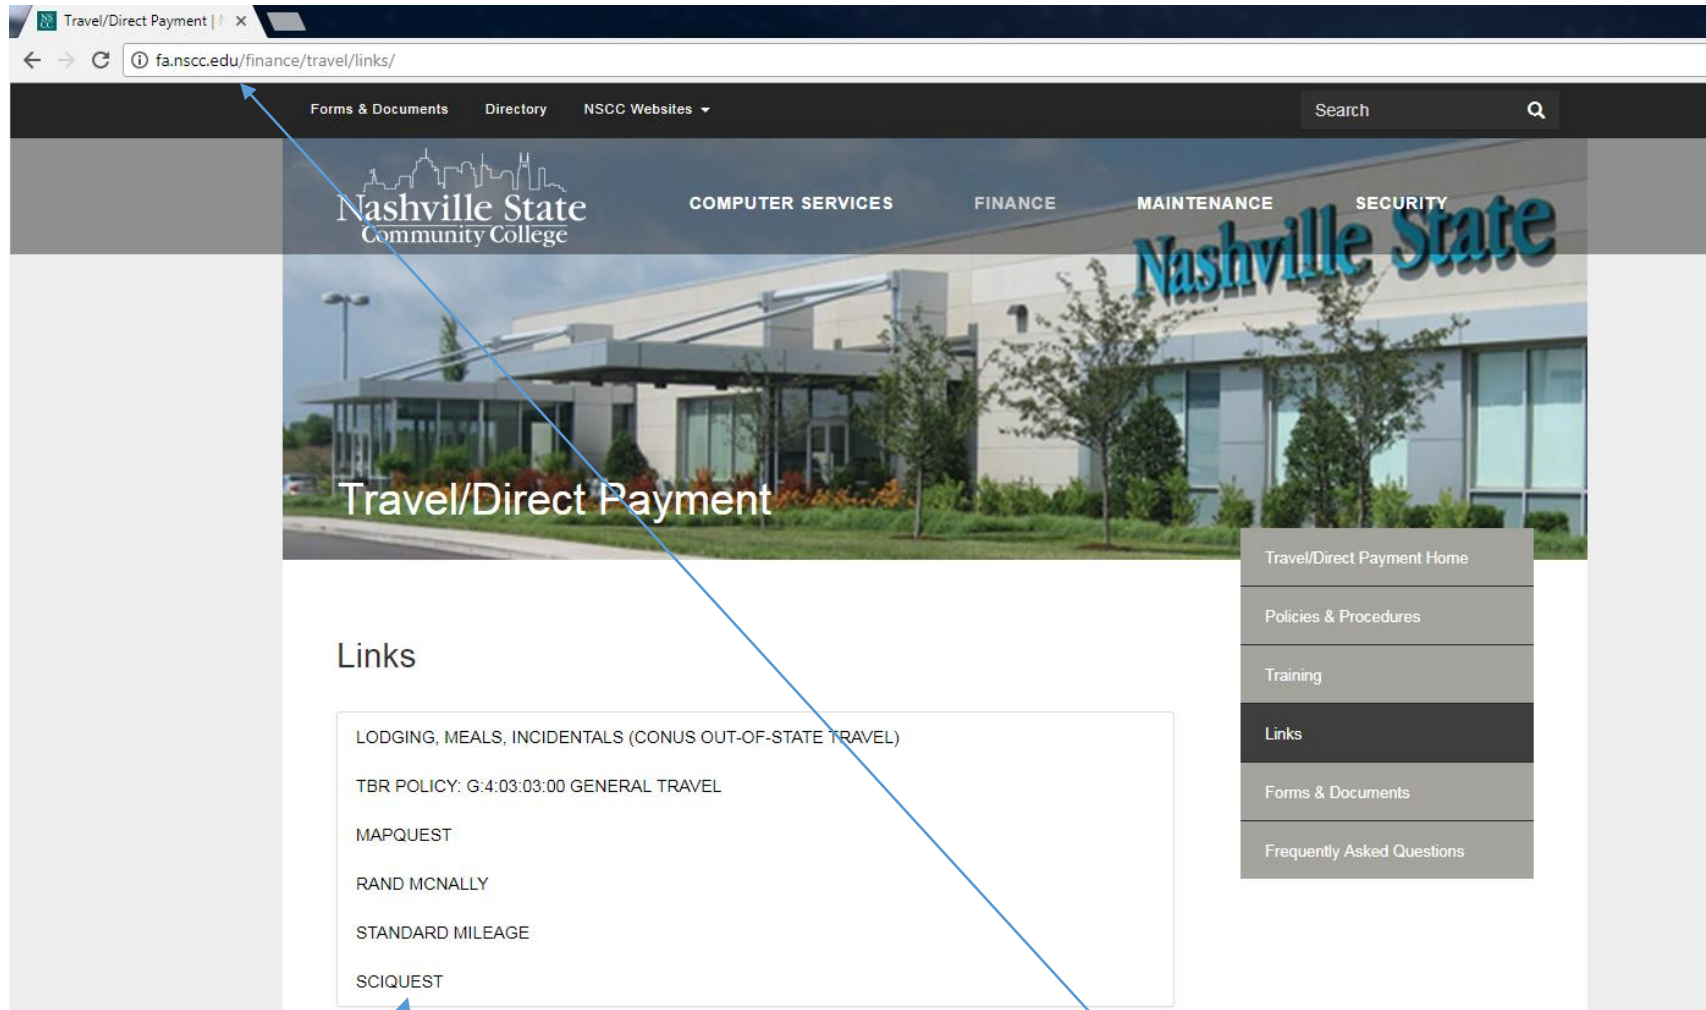 Travel/Direct Payment |
fa.nscc.edu/finance/travel/links/
Forms & Documents Directory NSCC Websites Search
Nashville State
Community College
COMPUTER SERVICES FINANCE MAINTENANCE SECURITY
Nashville State
Travel/Direct Payment
Travel/Direct Payment Home
Policies & Procedures
Training
Links
Forms & Documents
Frequently Asked Questions
Links
LODGING, MEALS, INCIDENTALS (CONUS OUT-OF-STATE TRAVEL)
TBR POLICY: G:4:03:03:00 GENERAL TRAVEL
MAPQUEST
RAND MCNALLY
STANDARD MILEAGE
SCIQUEST